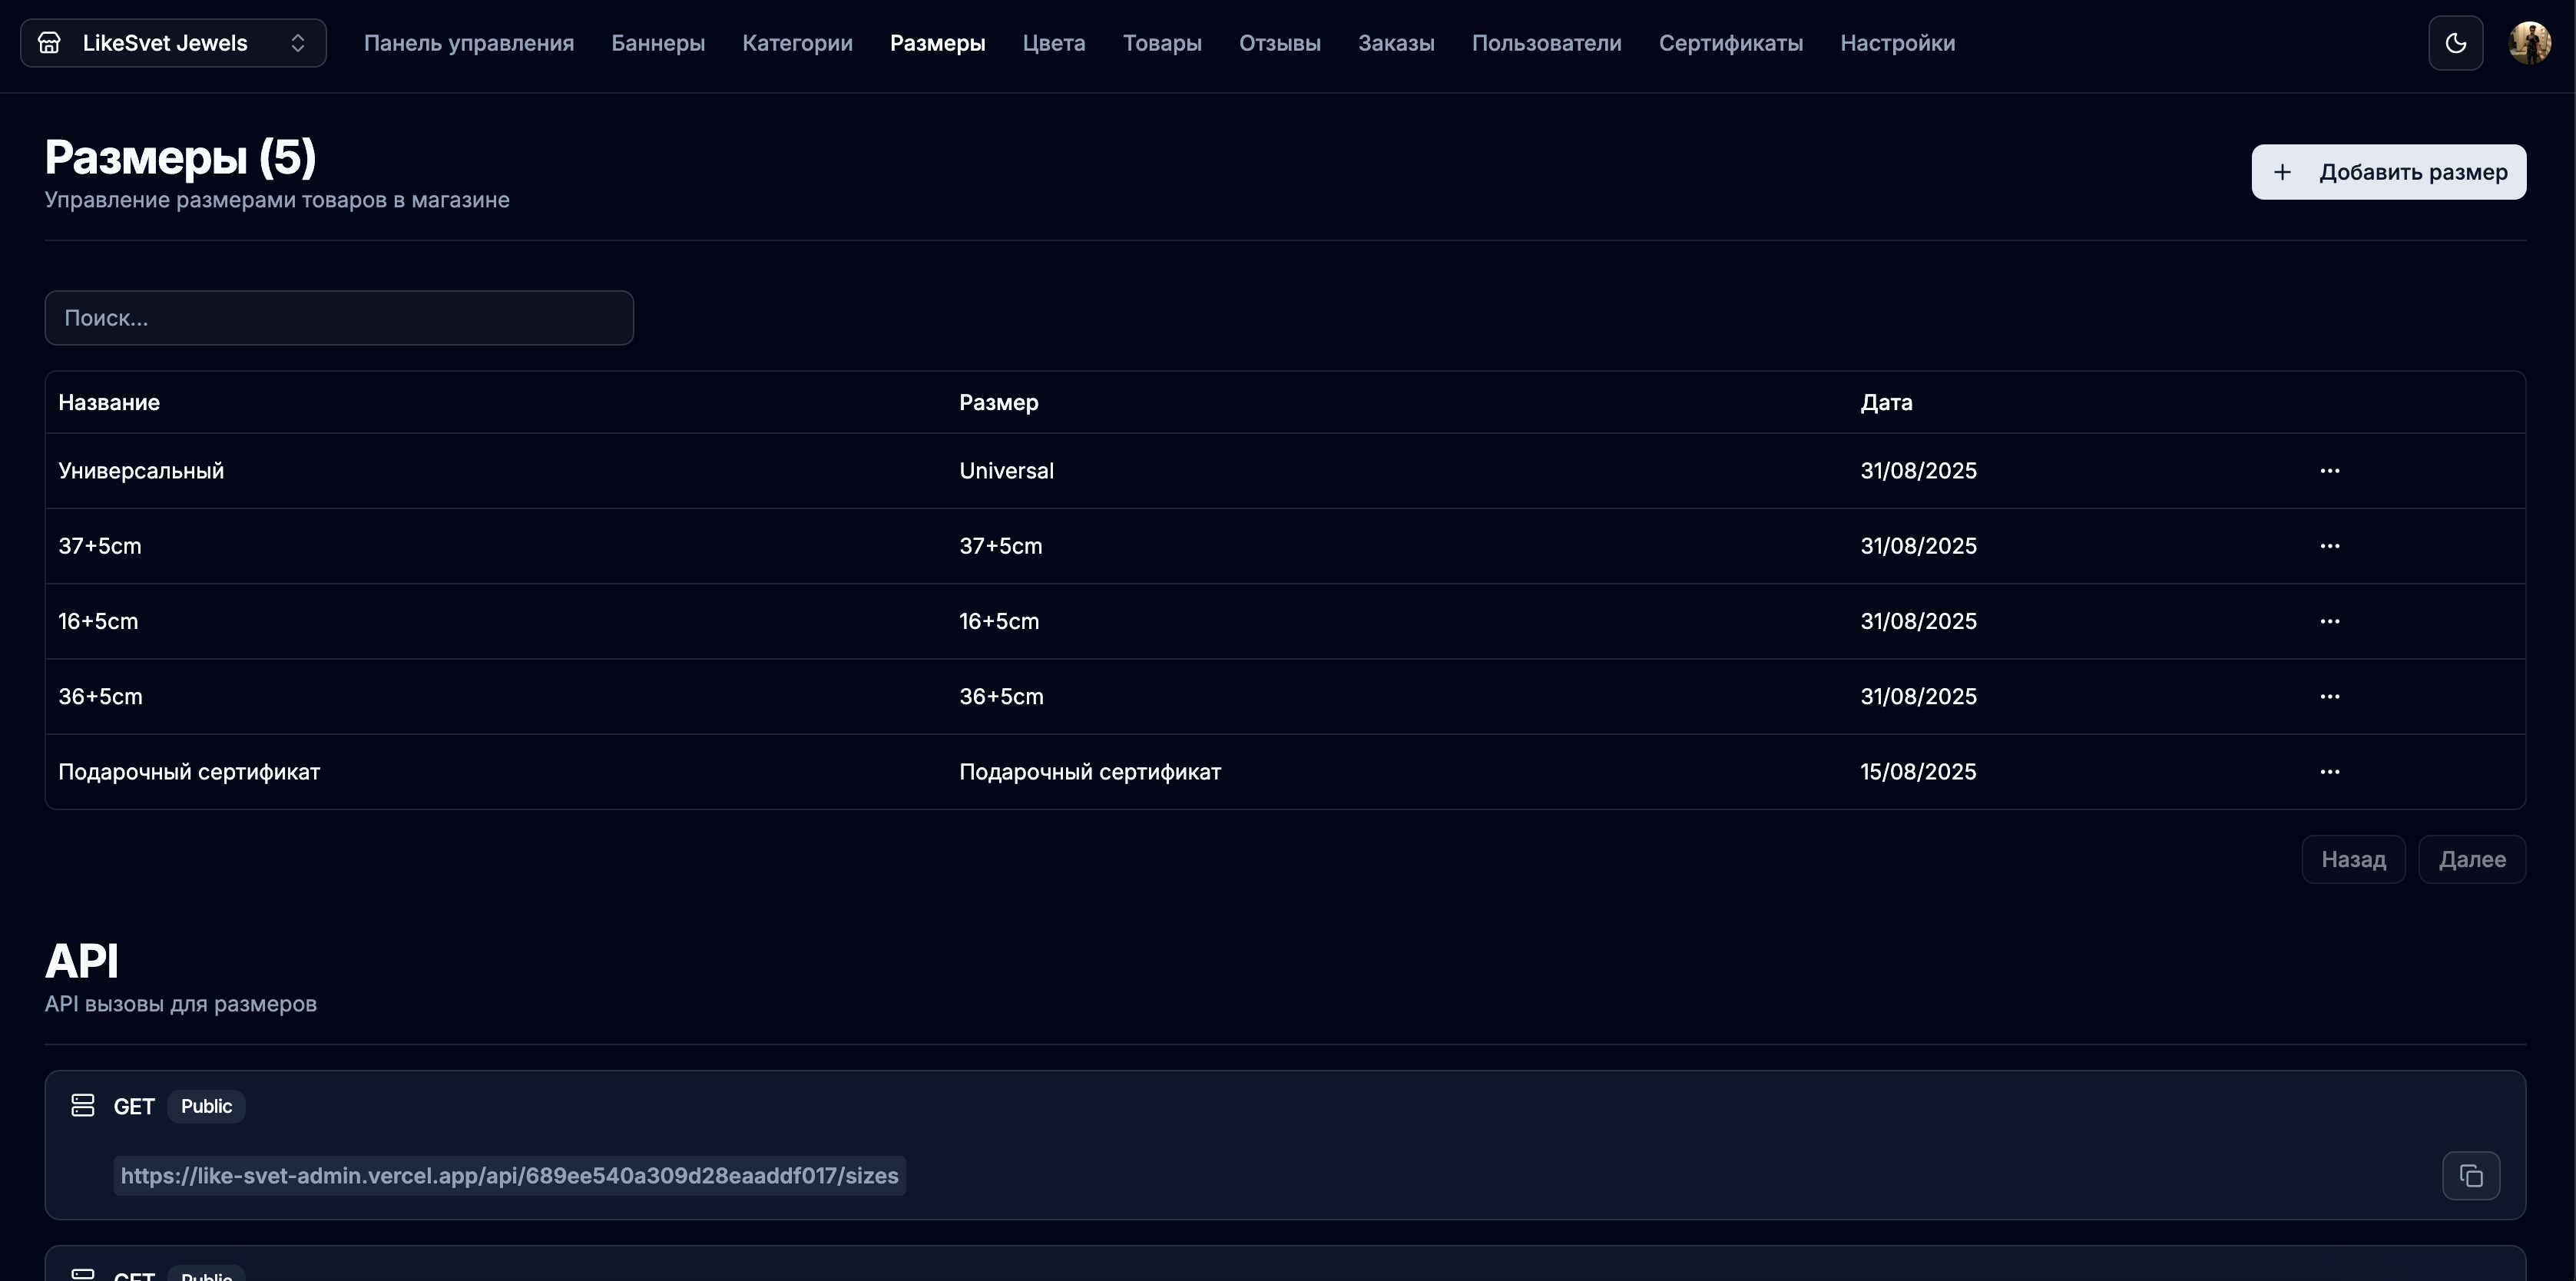 LikeSvet Jewels Панель управления Баннеры Категории Размеры Цвета Товары Отзывы Заказы Пользователи Сертификаты Настройки
Размеры (5)
Управление размерами товаров в магазине
+ Добавить размер
Поиск...
Название Размер Дата
Универсальный Universal 31/08/2025 ...
37+5cm 37+5cm 31/08/2025 ...
16+5cm 16+5cm 31/08/2025 ...
36+5cm 36+5cm 31/08/2025 ...
Подарочный сертификат Подарочный сертификат 15/08/2025 ...
Назад Далее
API
API вызовы для размеров
GET Public
https://like-svet-admin.vercel.app/api/689ee540a309d28eaaddf017/sizes
GET Public